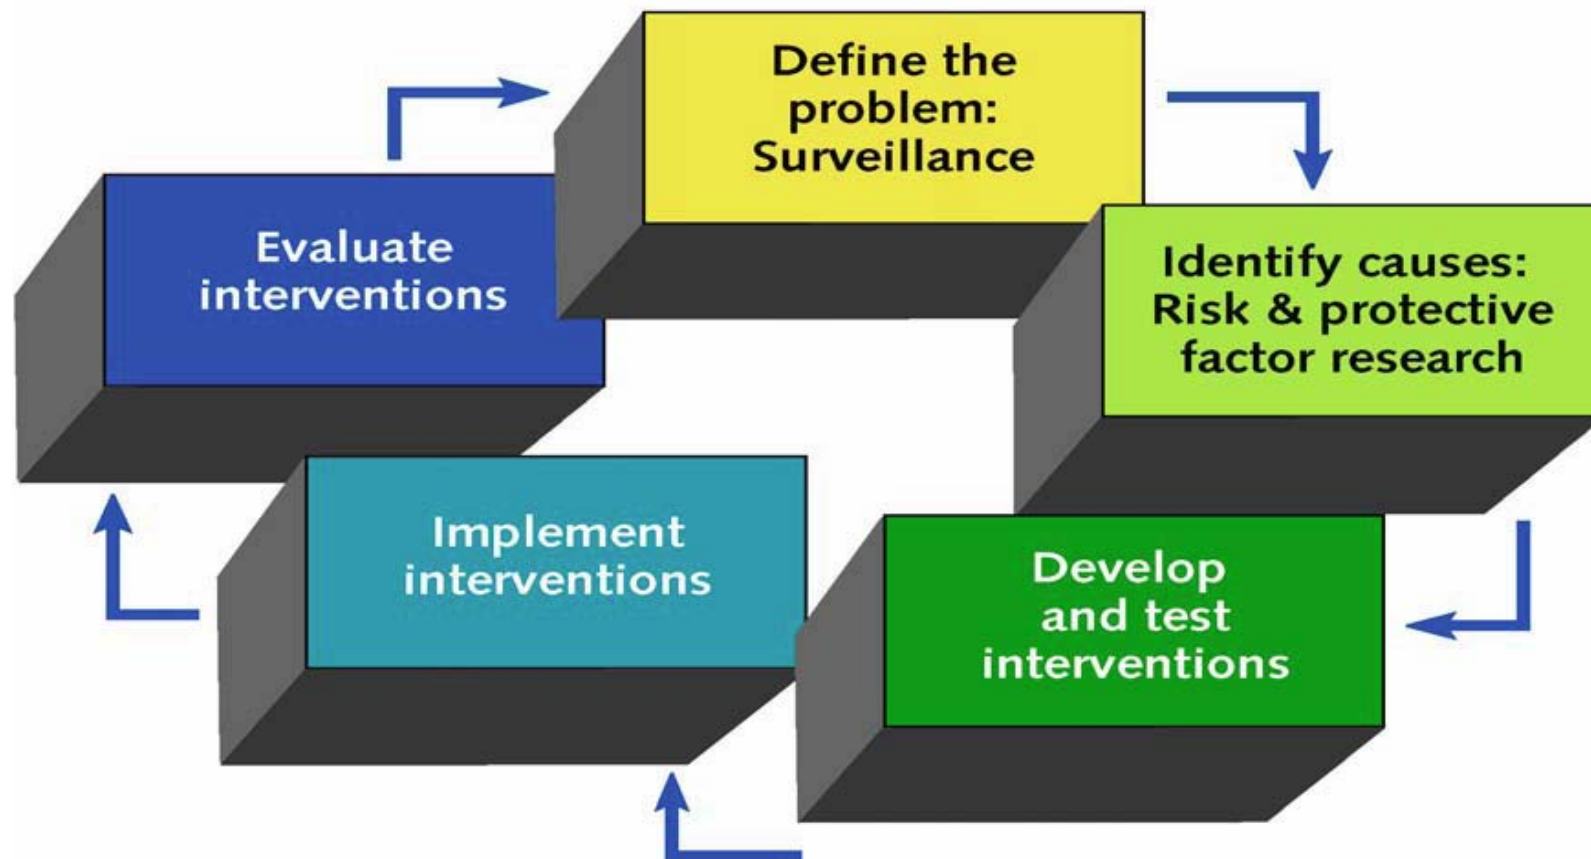 Define the
problem:
Surveillance
Identify causes:
Risk & protective
factor research
Develop
and test
interventions
Implement
interventions
Evaluate
interventions